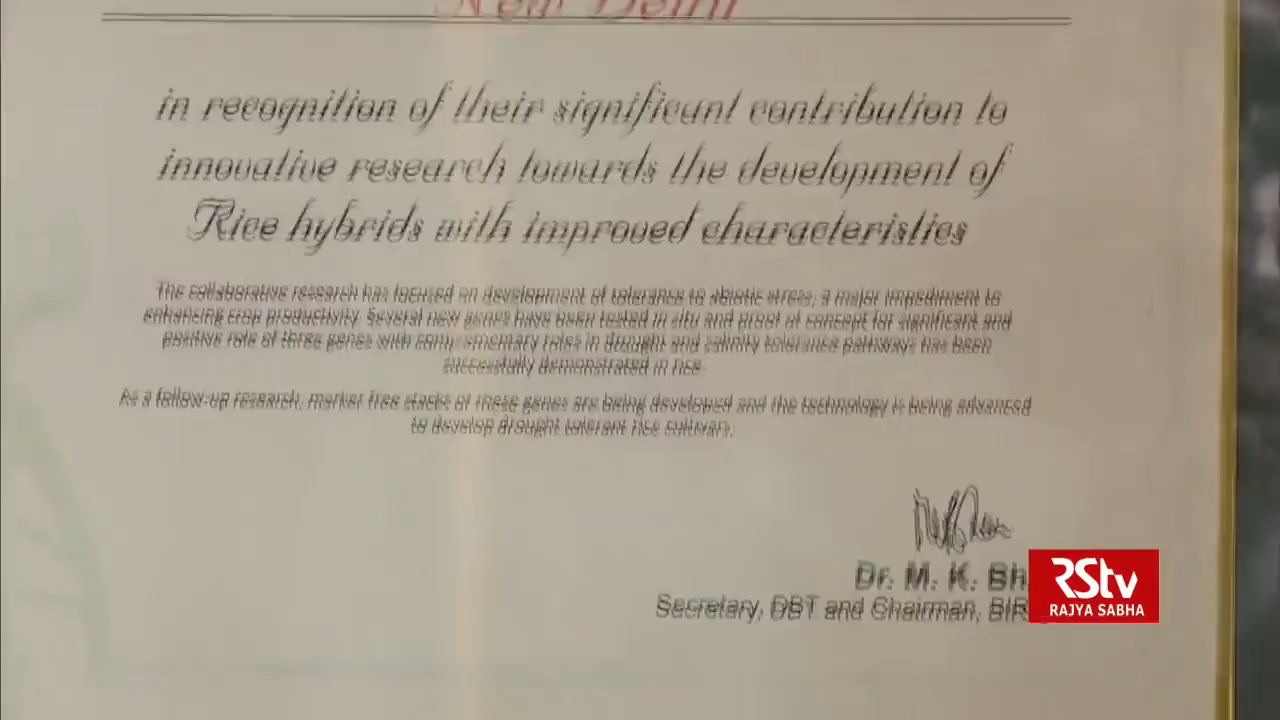 New Delhi
in recognition of their significant contribution to
innovative research towards the development of
Rice hybrids with improved characteristics
The collaborative research has focused on development of tolerance to abiotic stress, a major impediment to
enhancing crop productivity. Several new genes have been tested in situ and proof of concept for significant and
positive role of three genes with complementary roles in drought and salinity tolerance pathways has been
successfully demonstrated in rice.
As a follow-up research, marker free stacks of these genes are being developed and the technology is being advanced
to develop drought tolerant rice cultivars.
Dr. M. K. Bh
Secretary, DBT and Chairman, BIR
RStv
RAJYA SABHA